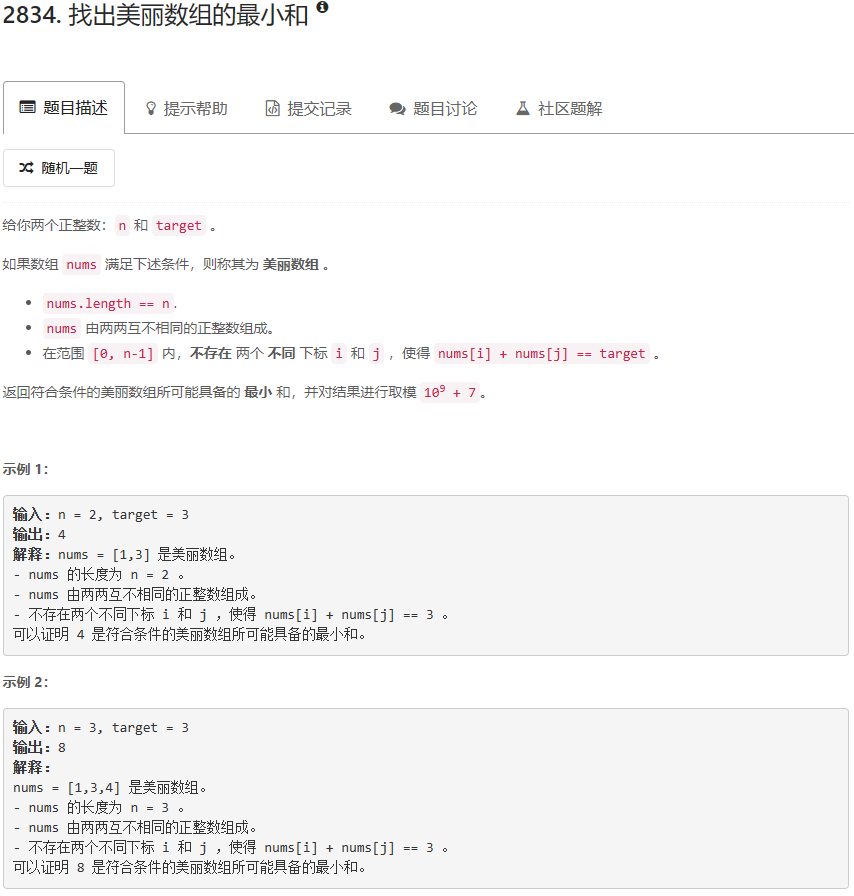 2834. 找出美丽数组的最小和
题目描述 提示帮助 提交记录 题目讨论 社区题解
随机一题
给你两个正整数：n 和 target 。
如果数组 nums 满足下述条件，则称其为 美丽数组 。
• nums.length == n.
• nums 由两两互不相同的正整数组成。
• 在范围 [0, n-1] 内，不存在 两个 不同 下标 i 和 j ，使得 nums[i] + nums[j] == target 。
返回符合条件的美丽数组所可能具备的 最小 和，并对结果进行取模 10⁹ + 7。
示例 1：
输入：n = 2, target = 3
输出：4
解释：nums = [1,3] 是美丽数组。
- nums 的长度为 n = 2 。
- nums 由两两互不相同的正整数组成。
- 不存在两个不同下标 i 和 j ，使得 nums[i] + nums[j] == 3 。
可以证明 4 是符合条件的美丽数组所可能具备的最小和。
示例 2：
输入：n = 3, target = 3
输出：8
解释：
nums = [1,3,4] 是美丽数组。
- nums 的长度为 n = 3 。
- nums 由两两互不相同的正整数组成。
- 不存在两个不同下标 i 和 j ，使得 nums[i] + nums[j] == 3 。
可以证明 8 是符合条件的美丽数组所可能具备的最小和。